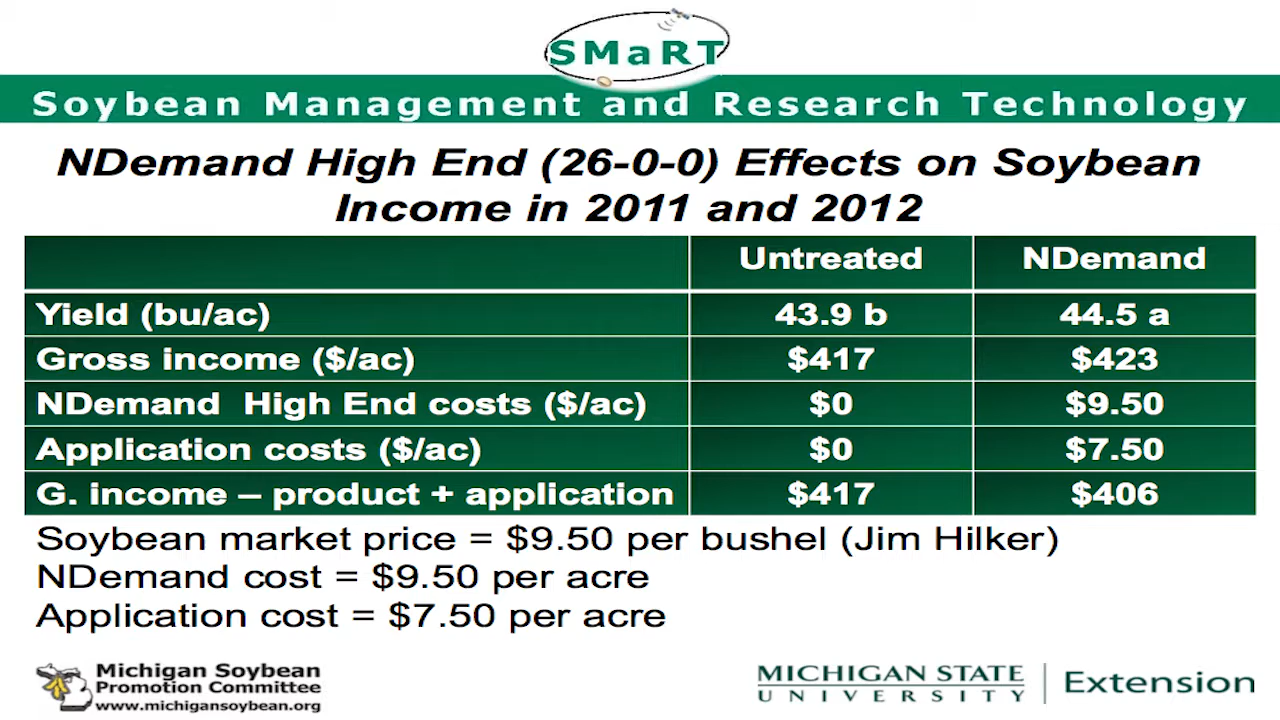 SMaRT
Soybean Management and Research Technology
NDemand High End (26-0-0) Effects on Soybean
Income in 2011 and 2012
Untreated NDemand
Yield (bu/ac) 43.9 b 44.5 a
Gross income ($/ac) $417 $423
NDemand High End costs ($/ac) $0 $9.50
Application costs ($/ac) $0 $7.50
G. income – product + application $417 $406
Soybean market price = $9.50 per bushel (Jim Hilker)
NDemand cost = $9.50 per acre
Application cost = $7.50 per acre
Michigan Soybean
Promotion Committee
www.michigansoybean.org
MICHIGAN STATE
UNIVERSITY
Extension